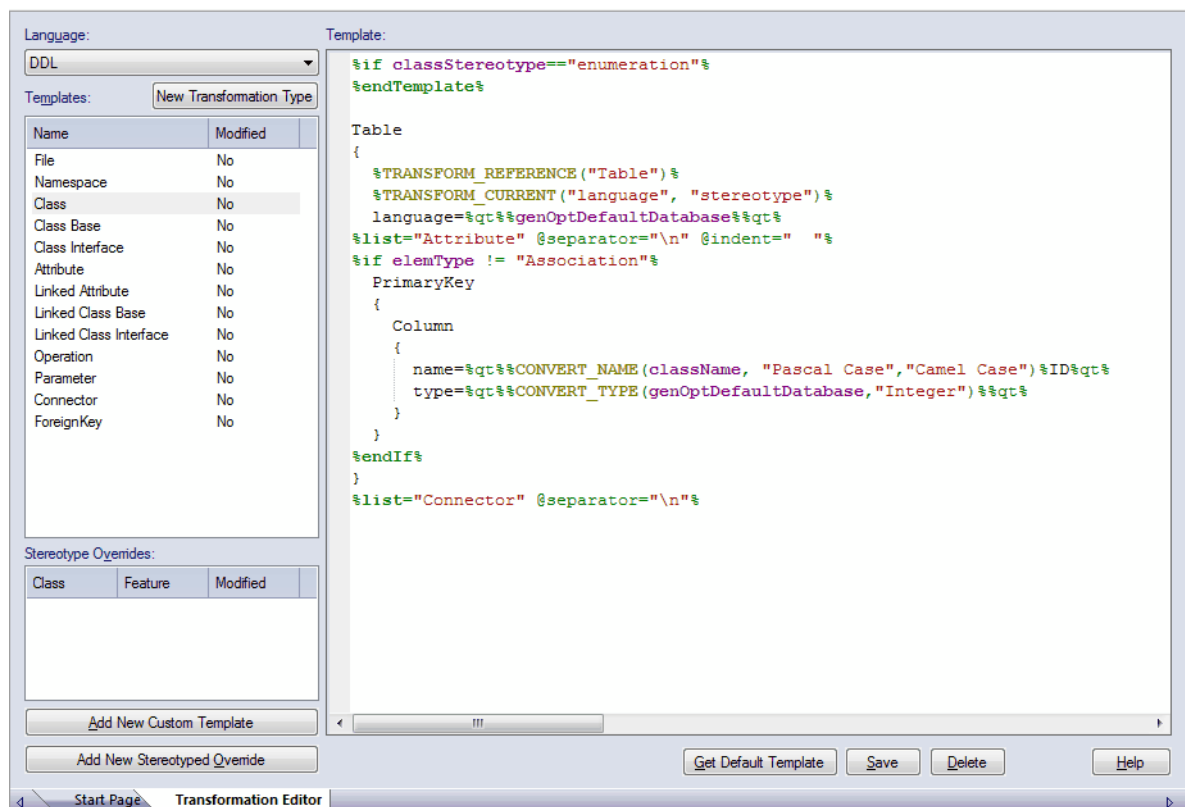 Language:
DDL
Templates:
New Transformation Type
Name Modified
File No
Namespace No
Class No
Class Base No
Class Interface No
Attribute No
Linked Attribute No
Linked Class Base No
Linked Class Interface No
Operation No
Parameter No
Connector No
ForeignKey No
Stereotype Overrides:
Class Feature Modified
Add New Custom Template
Add New Stereotyped Override
Template:
%if classStereotype=="enumeration"%
%endTemplate%
Table
{
%TRANSFORM_REFERENCE("Table")%
%TRANSFORM_CURRENT("language", "stereotype")%
language=%qt%%genOptDefaultDatabase%%qt%
%list="Attribute" @separator="\n" @indent="  "%
%if elemType != "Association"%
PrimaryKey
{
Column
{
name=%qt%%CONVERT_NAME(className, "Pascal Case","Camel Case")%ID%qt%
type=%qt%%CONVERT_TYPE(genOptDefaultDatabase,"Integer")%%qt%
}
}
%endIf%
}
%list="Connector" @separator="\n"%
Get Default Template Save Delete Help
Start Page Transformation Editor